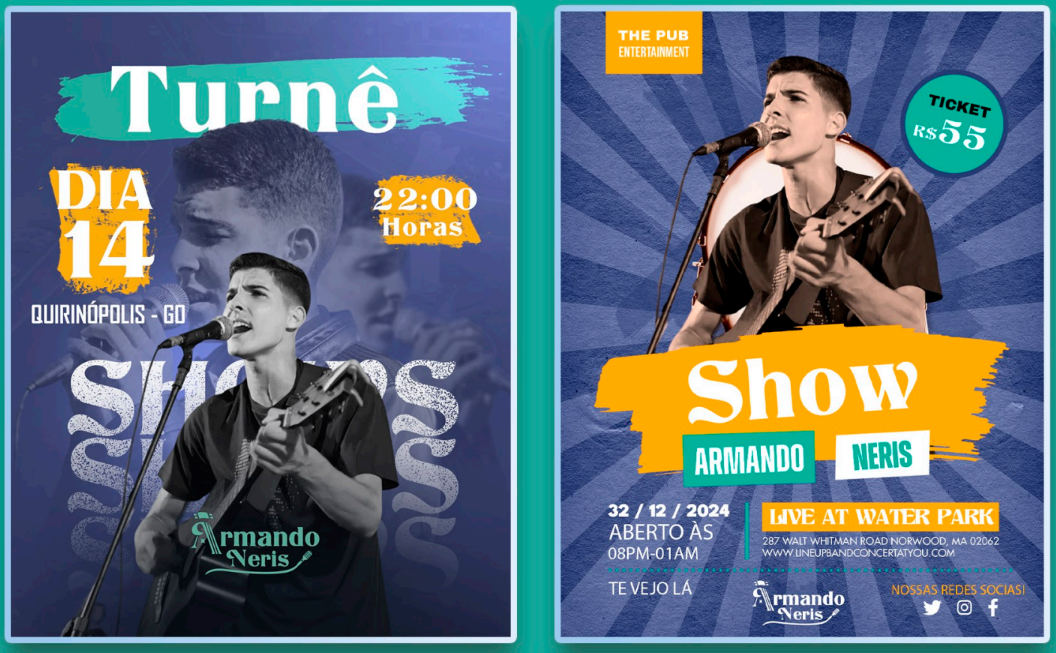 Turnê
DIA
14
22:00
Horas
QUIRINÓPOLIS - GO
Armando
Neris
THE PUB
ENTERTAINMENT
TICKET
R$55
Show
ARMANDO
NERIS
32 / 12 / 2024
ABERTO ÀS
08PM-01AM
LIVE AT WATER PARK
287 WALT WHITMAN ROAD NORWOOD, MA 02062
WWW.LINEUPBANDCONCERTATYOU.COM
TE VEJO LÁ
Armando
Neris
NOSSAS REDES SOCIAS!